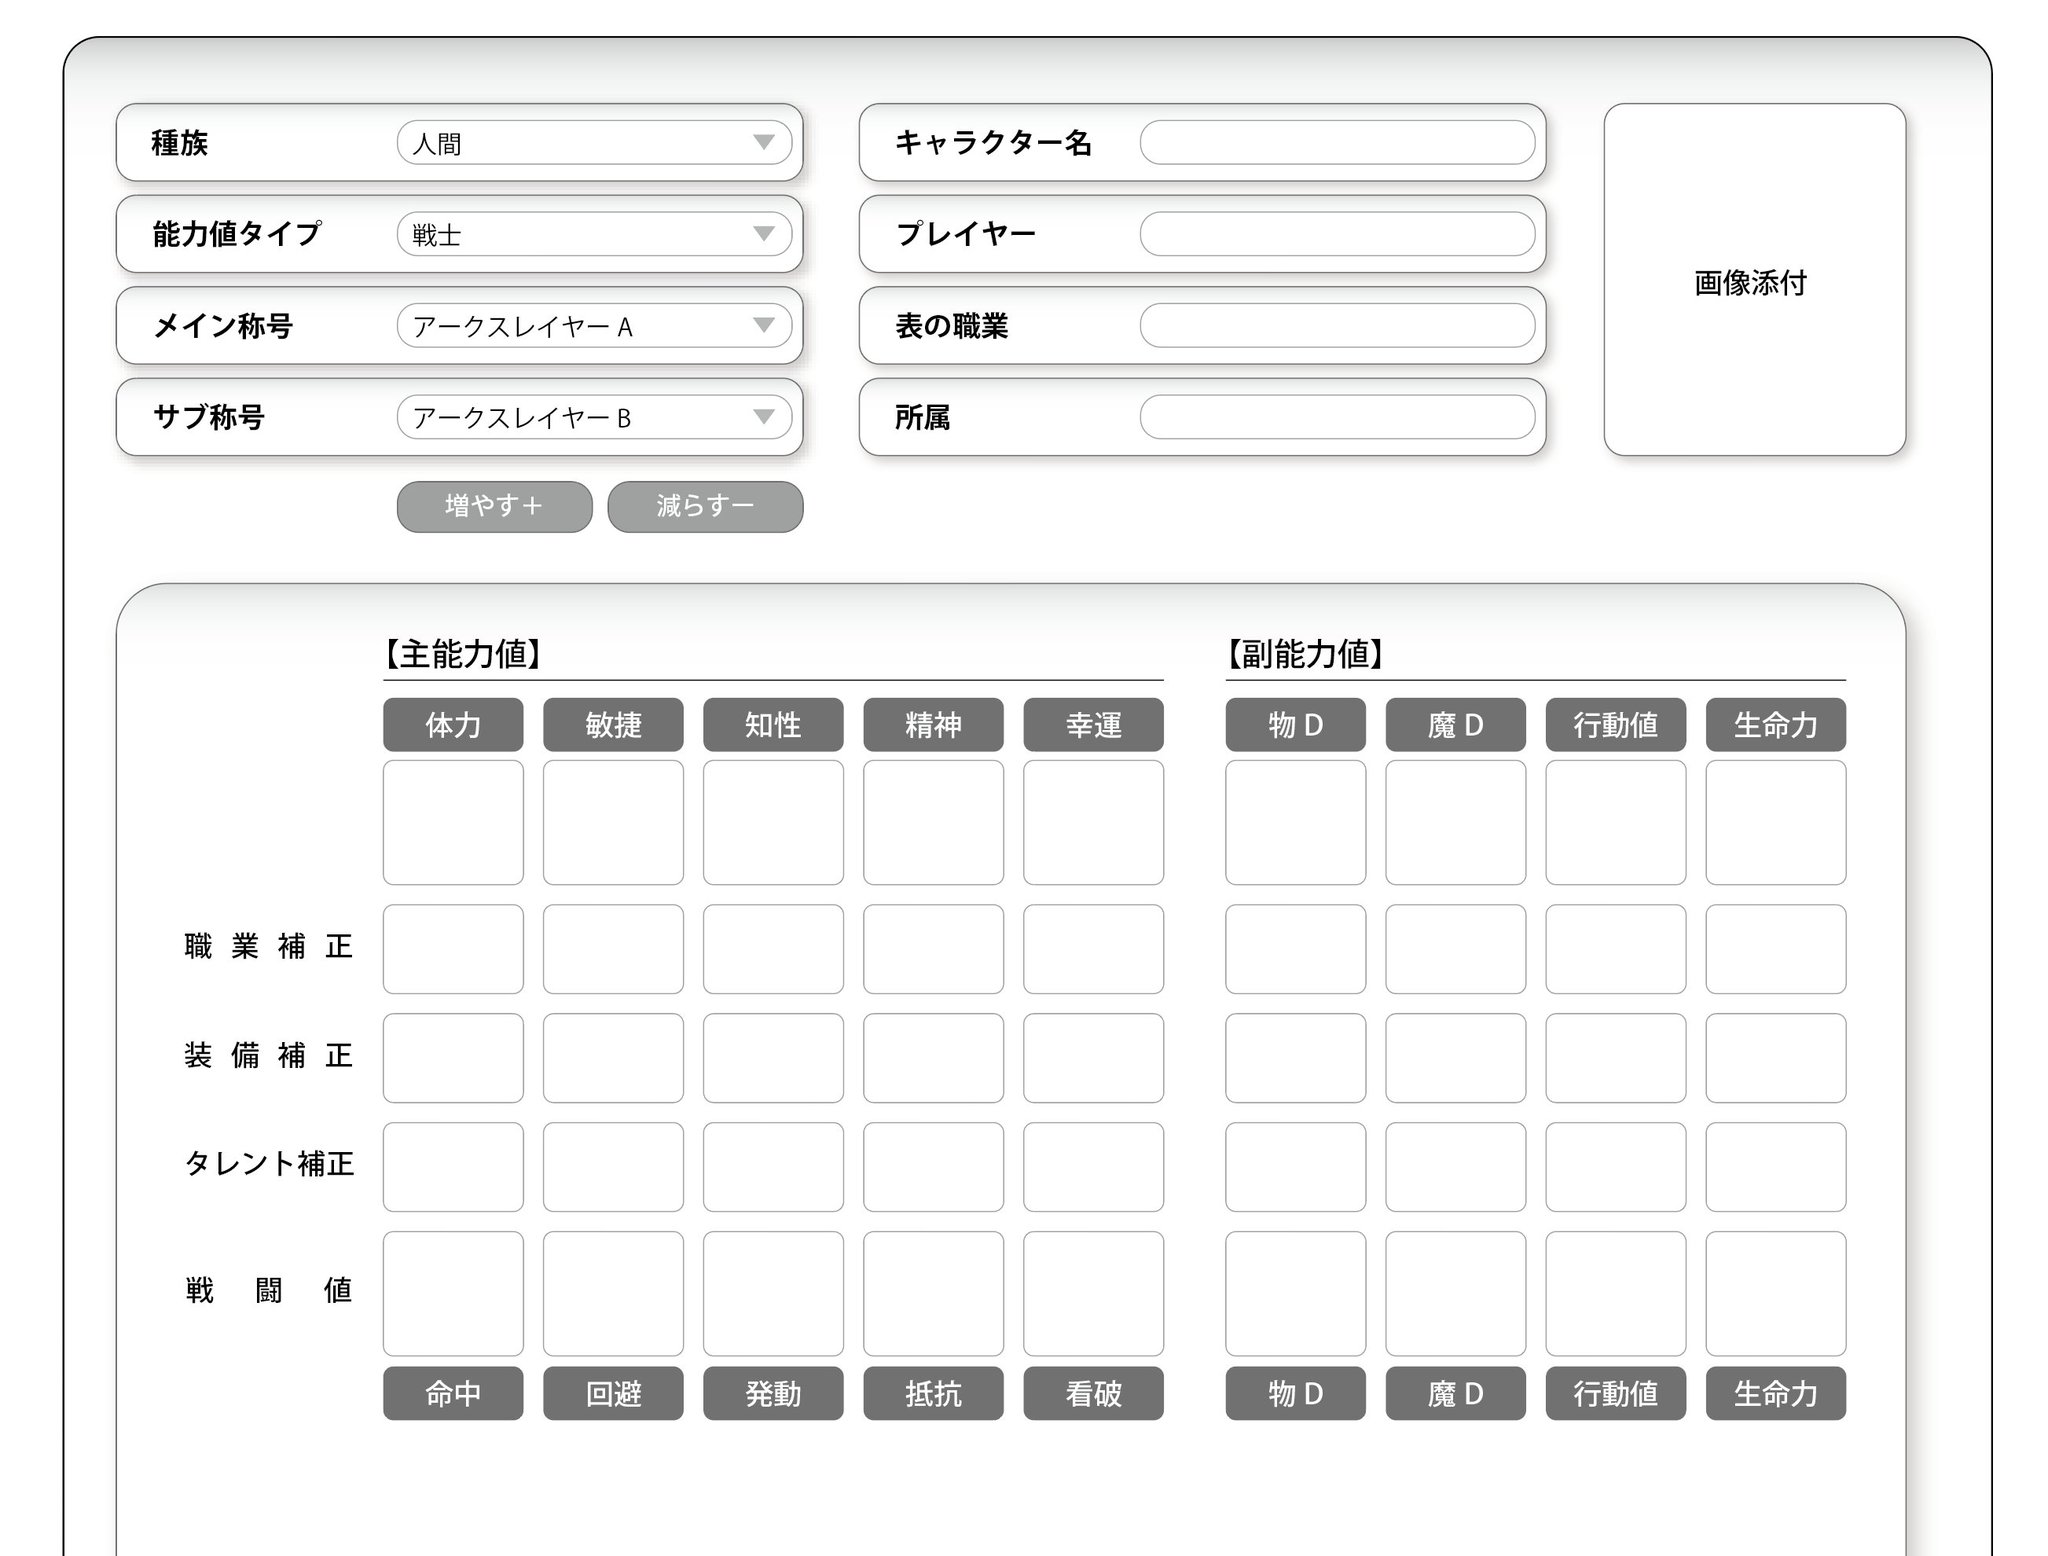 種族 人間
能力値タイプ 戦士
メイン称号 アークスレイヤー A
サブ称号 アークスレイヤー B
増やす＋ 減らすー
キャラクター名
プレイヤー
表の職業
所属
画像添付
【主能力値】 【副能力値】
体力 敏捷 知性 精神 幸運 物 D 魔 D 行動値 生命力
職業補正
装備補正
タレント補正
戦闘値
命中 回避 発動 抵抗 看破 物 D 魔 D 行動値 生命力